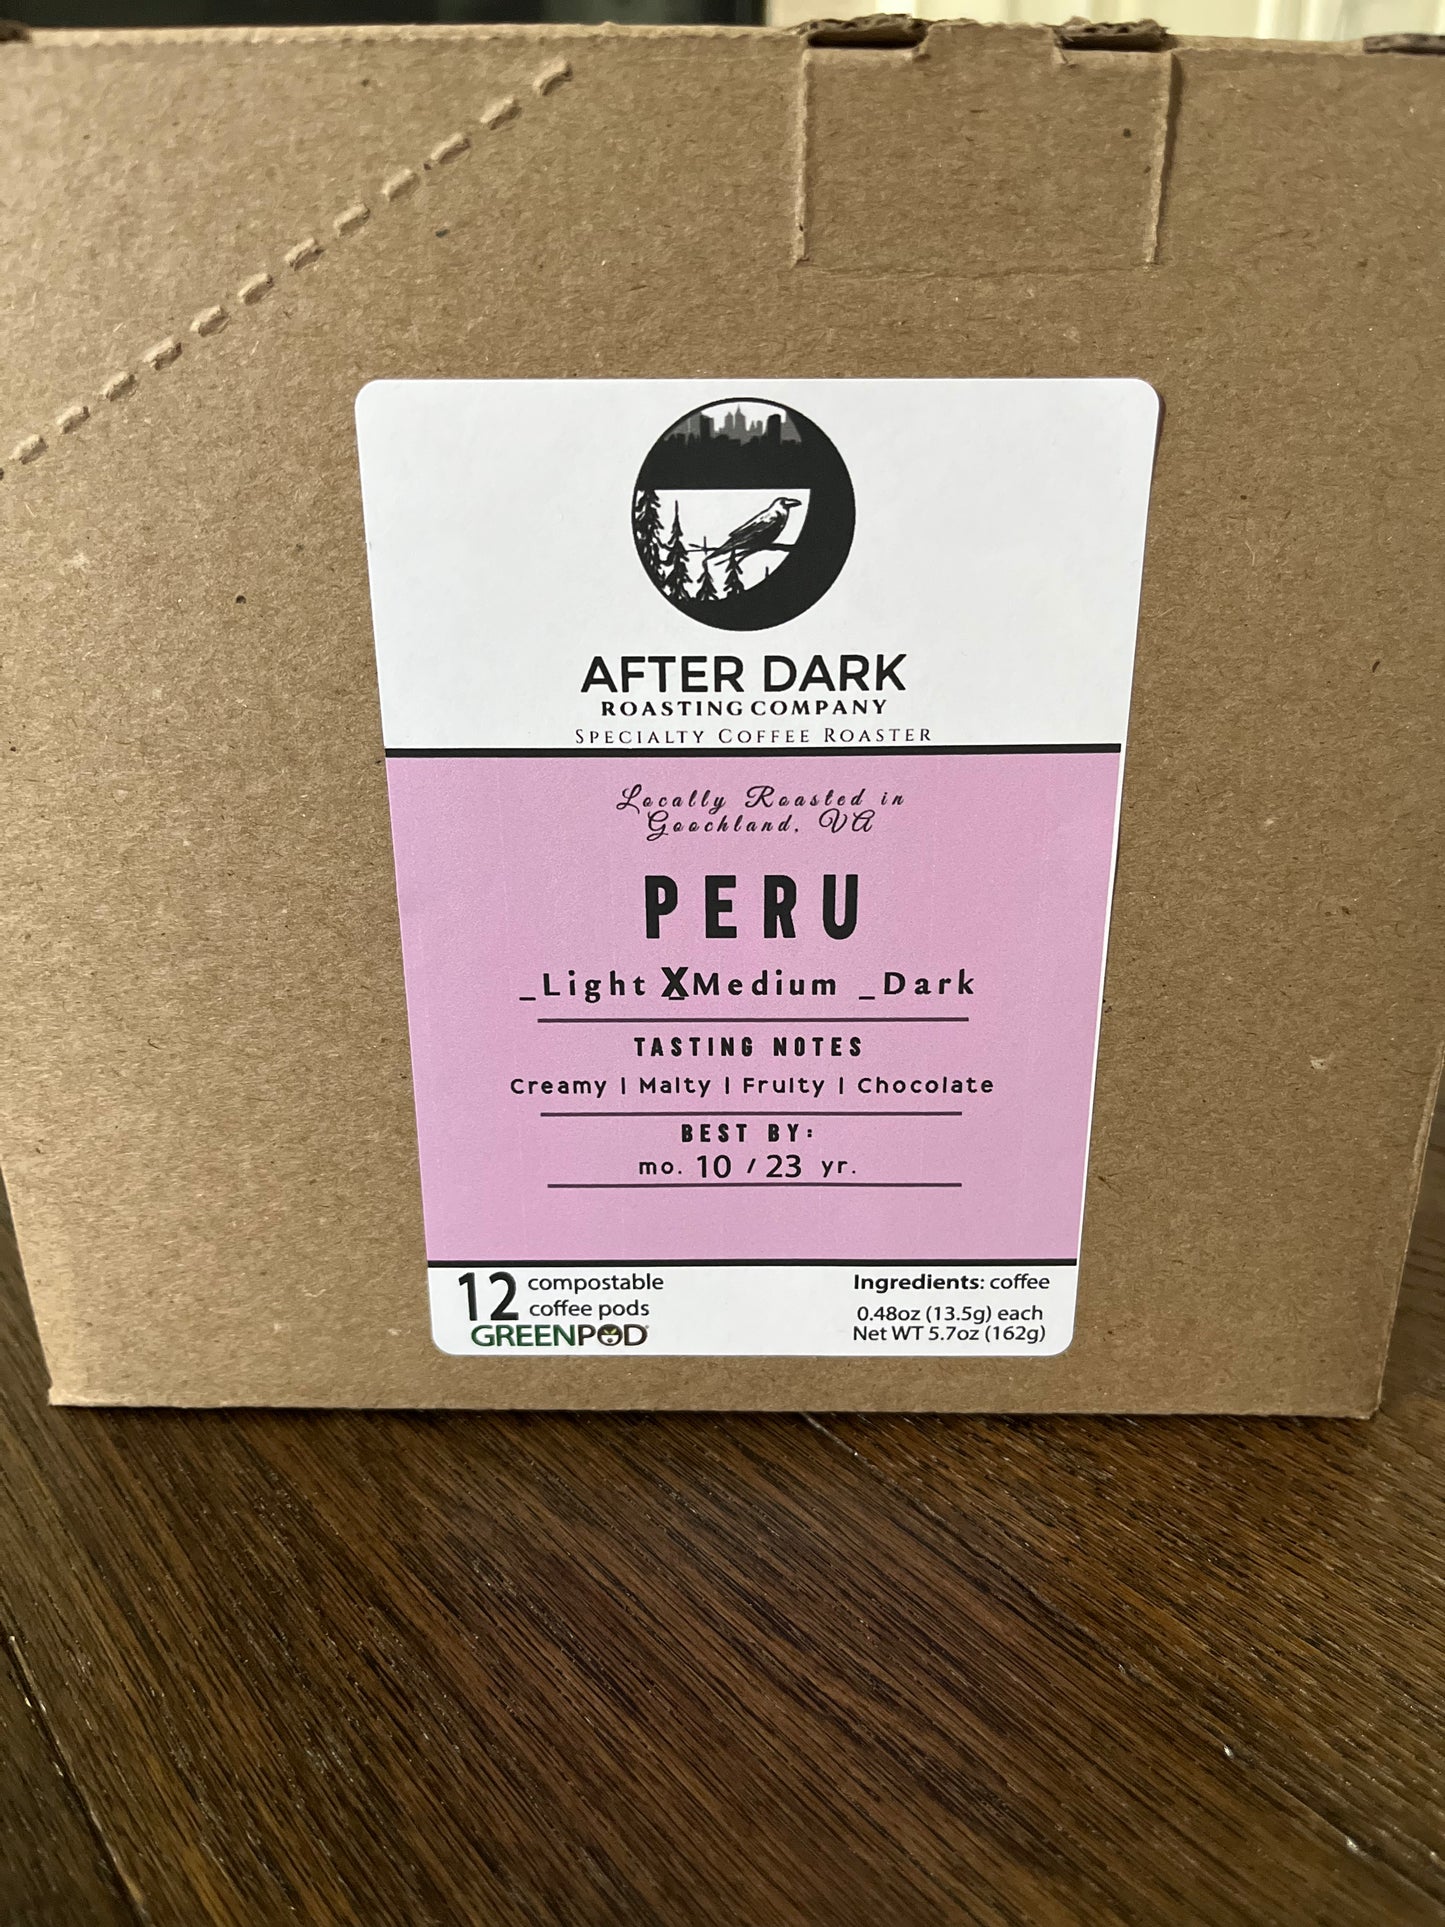 AFTER DARK
ROASTING COMPANY
SPECIALTY COFFEE ROASTER
Locally Roasted in
Goochland, VA
PERU
_Light XMedium _Dark
TASTING NOTES
Creamy | Malty | Fruity | Chocolate
BEST BY:
mo. 10 / 23 yr.
12 compostable
coffee pods
GREENPOD
Ingredients: coffee
0.48oz (13.5g) each
Net WT 5.7oz (162g)